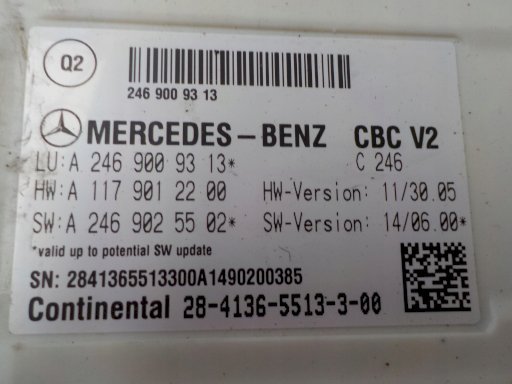 Q2
246 900 93 13
MERCEDES-BENZ CBC V2
LU:A 246 900 93 13* C 246
HW:A 117 901 22 00 HW-Version: 11/30.05
SW:A 246 902 55 02* SW-Version: 14/06.00*
*valid up to potential SW update
SN: 2841365513300A1490200385
Continental 28-4136-5513-3-00